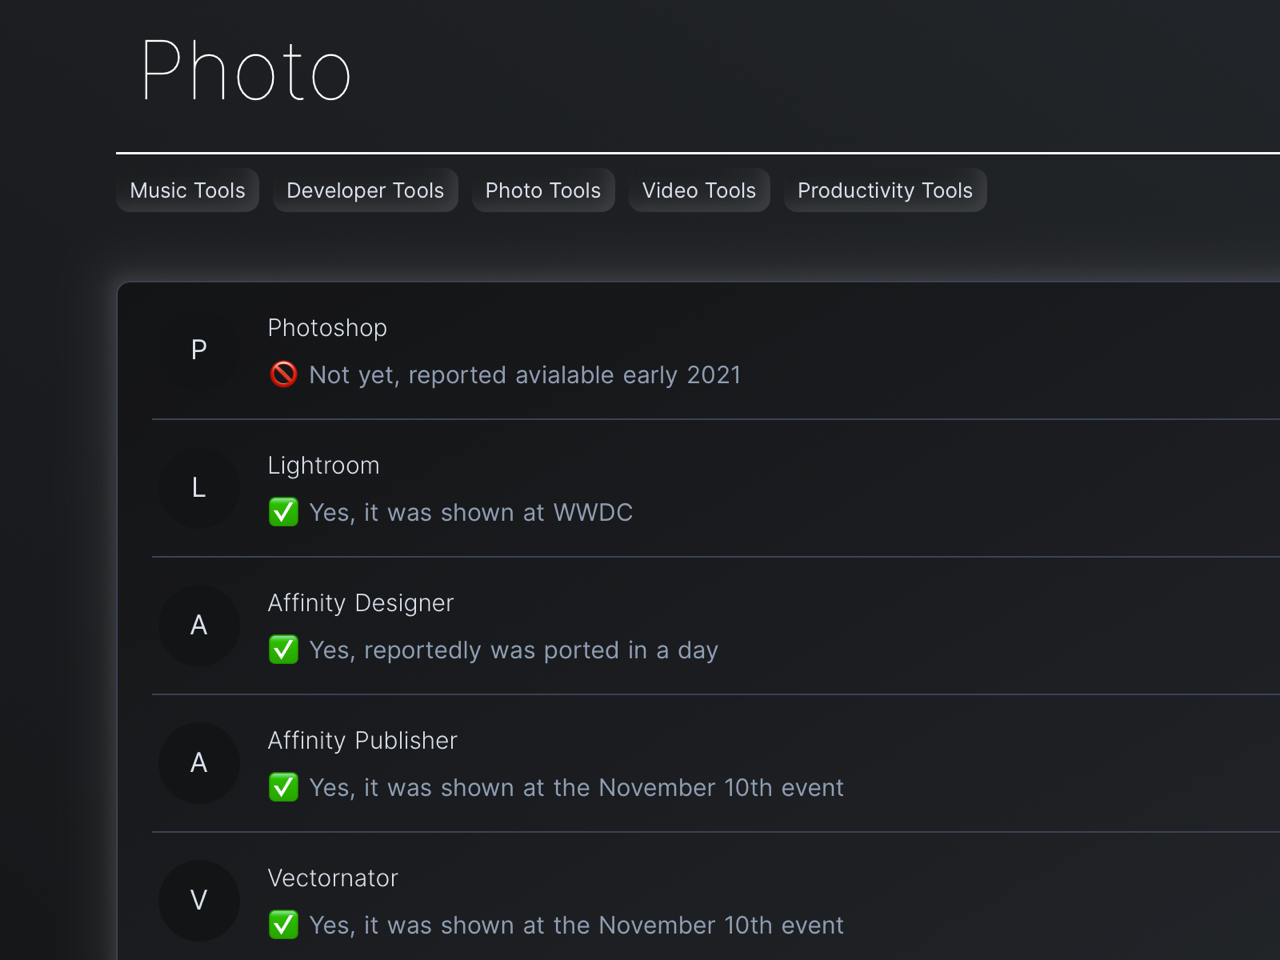 Photo
Music Tools Developer Tools Photo Tools Video Tools Productivity Tools
P
Photoshop
🚫 Not yet, reported avialable early 2021
L
Lightroom
✅ Yes, it was shown at WWDC
A
Affinity Designer
✅ Yes, reportedly was ported in a day
A
Affinity Publisher
✅ Yes, it was shown at the November 10th event
V
Vectornator
✅ Yes, it was shown at the November 10th event